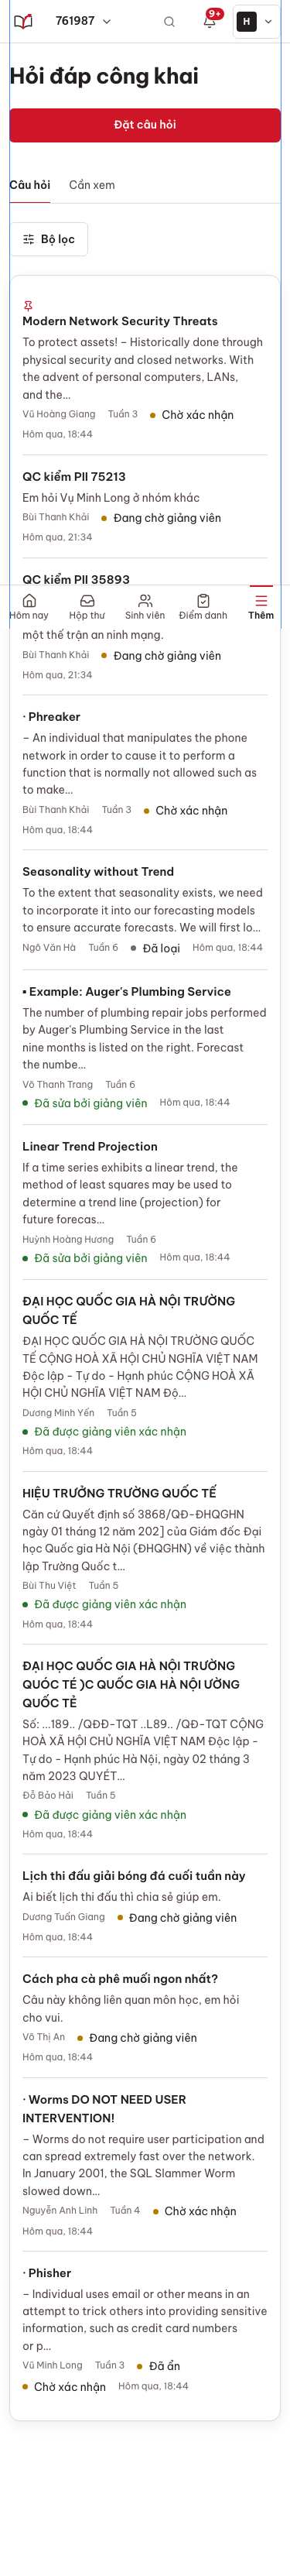 761987
9+
H
Hỏi đáp công khai
Đặt câu hỏi
Câu hỏi Cần xem
Bộ lọc
Modern Network Security Threats
To protect assets! – Historically done through
physical security and closed networks. With
the advent of personal computers, LANs,
and the…
Vũ Hoàng Giang Tuần 3 Chờ xác nhận
Hôm qua, 18:44
QC kiểm PII 75213
Em hỏi Vụ Minh Long ở nhóm khác
Bùi Thanh Khải Đang chờ giảng viên
Hôm qua, 21:34
QC kiểm PII 35893
Hôm nay Hộp thư Sinh viên Điểm danh Thêm
một thế trận an ninh mạng.
Bùi Thanh Khải Đang chờ giảng viên
Hôm qua, 21:34
· Phreaker
– An individual that manipulates the phone
network in order to cause it to perform a
function that is normally not allowed such as
to make…
Bùi Thanh Khải Tuần 3 Chờ xác nhận
Hôm qua, 18:44
Seasonality without Trend
To the extent that seasonality exists, we need
to incorporate it into our forecasting models
to ensure accurate forecasts. We will first lo…
Ngô Văn Hà Tuần 6 Đã loại Hôm qua, 18:44
▪ Example: Auger's Plumbing Service
The number of plumbing repair jobs performed
by Auger's Plumbing Service in the last
nine months is listed on the right. Forecast
the numbe…
Võ Thanh Trang Tuần 6
Đã sửa bởi giảng viên Hôm qua, 18:44
Linear Trend Projection
If a time series exhibits a linear trend, the
method of least squares may be used to
determine a trend line (projection) for
future forecas…
Huỳnh Hoàng Hương Tuần 6
Đã sửa bởi giảng viên Hôm qua, 18:44
ĐẠI HỌC QUỐC GIA HÀ NỘI TRƯỜNG
QUỐC TẾ
ĐẠI HỌC QUỐC GIA HÀ NỘI TRƯỜNG QUỐC
TẾ CỘNG HOÀ XÃ HỘI CHỦ NGHĨA VIỆT NAM
Độc lập - Tự do - Hạnh phúc CỘNG HOÀ XÃ
HỘI CHỦ NGHĨA VIỆT NAM Độ…
Dương Minh Yến Tuần 5
Đã được giảng viên xác nhận
Hôm qua, 18:44
HIỆU TRƯỞNG TRƯỜNG QUỐC TẾ
Căn cứ Quyết định số 3868/QĐ-ĐHQGHN
ngày 01 tháng 12 năm 202] của Giám đốc Đại
học Quốc gia Hà Nội (ĐHQGHN) về việc thành
lập Trường Quốc t…
Bùi Thu Việt Tuần 5
Đã được giảng viên xác nhận
Hôm qua, 18:44
ĐẠI HỌC QUỐC GIA HÀ NỘI TRƯỜNG
QUÓC TÉ )C QUỐC GIA HÀ NỘI ƯỜNG
QUỐC TẺ
Số: ...189.. /QĐĐ-TQT ..L89.. /QĐ-TQT CỘNG
HOÀ XÃ HỘI CHỦ NGHĨA VIỆT NAM Độc lập -
Tự do - Hạnh phúc Hà Nội, ngày 02 tháng 3
năm 2023 QUYẾT…
Đỗ Bảo Hải Tuần 5
Đã được giảng viên xác nhận
Hôm qua, 18:44
Lịch thi đấu giải bóng đá cuối tuần này
Ai biết lịch thi đấu thì chia sẻ giúp em.
Dương Tuấn Giang Đang chờ giảng viên
Hôm qua, 18:44
Cách pha cà phê muối ngon nhất?
Câu này không liên quan môn học, em hỏi
cho vui.
Võ Thị An Đang chờ giảng viên
Hôm qua, 18:44
· Worms DO NOT NEED USER
INTERVENTION!
– Worms do not require user participation and
can spread extremely fast over the network.
In January 2001, the SQL Slammer Worm
slowed down…
Nguyễn Anh Linh Tuần 4 Chờ xác nhận
Hôm qua, 18:44
· Phisher
– Individual uses email or other means in an
attempt to trick others into providing sensitive
information, such as credit card numbers
or p…
Vũ Minh Long Tuần 3 Đã ẩn
Chờ xác nhận Hôm qua, 18:44